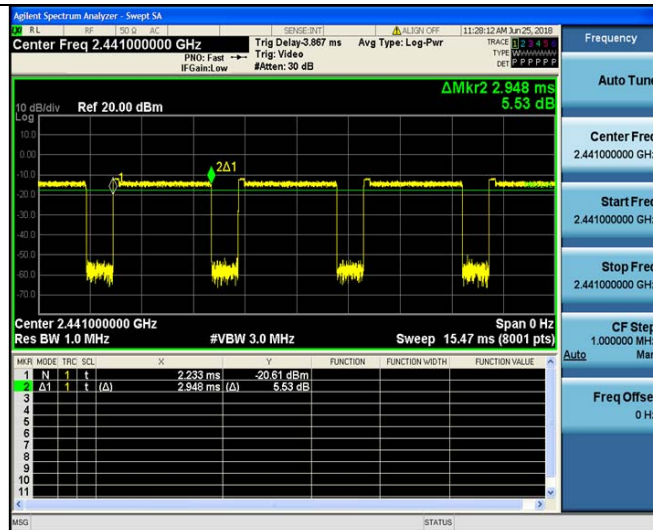 Agilent Spectrum Analyzer - Swept SA
RL RF 50 Ω AC SENSE:INT ALIGN OFF 11:28:12 AM Jun 25, 2018
Center Freq 2.441000000 GHz Trig Delay-3.867 ms Avg Type: Log-Pwr TRACE 1 2 3 4 5 6
PNO: Fast Trig: Video TYPE
IFGain:Low #Atten: 30 dB DET P P P P P P
Frequency
ΔMkr2 2.948 ms
5.53 dB
10 dB/div Ref 20.00 dBm
Log
10.0
0.00
-10.0
-20.0
-30.0
-40.0
-50.0
-60.0
-70.0
1
2Δ1
Center 2.441000000 GHz Span 0 Hz
Res BW 1.0 MHz #VBW 3.0 MHz Sweep 15.47 ms (8001 pts)
MKR MODE TRC SCL X Y FUNCTION FUNCTION WIDTH FUNCTION VALUE
1 N 1 t 2.233 ms -20.61 dBm
2 Δ1 1 t (Δ) 2.948 ms (Δ) 5.53 dB
3
4
5
6
7
8
9
10
11
MSG STATUS
Auto Tune
Center Freq
2.441000000 GH
Start Freq
2.441000000 GH
Stop Freq
2.441000000 GH
CF Step
1.000000 MH
Auto Man
Freq Offse
0 H